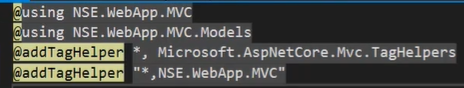 @using NSE.WebApp.MVC
@using NSE.WebApp.MVC.Models
@addTagHelper *, Microsoft.AspNetCore.Mvc.TagHelpers
@addTagHelper "*,NSE.WebApp.MVC"